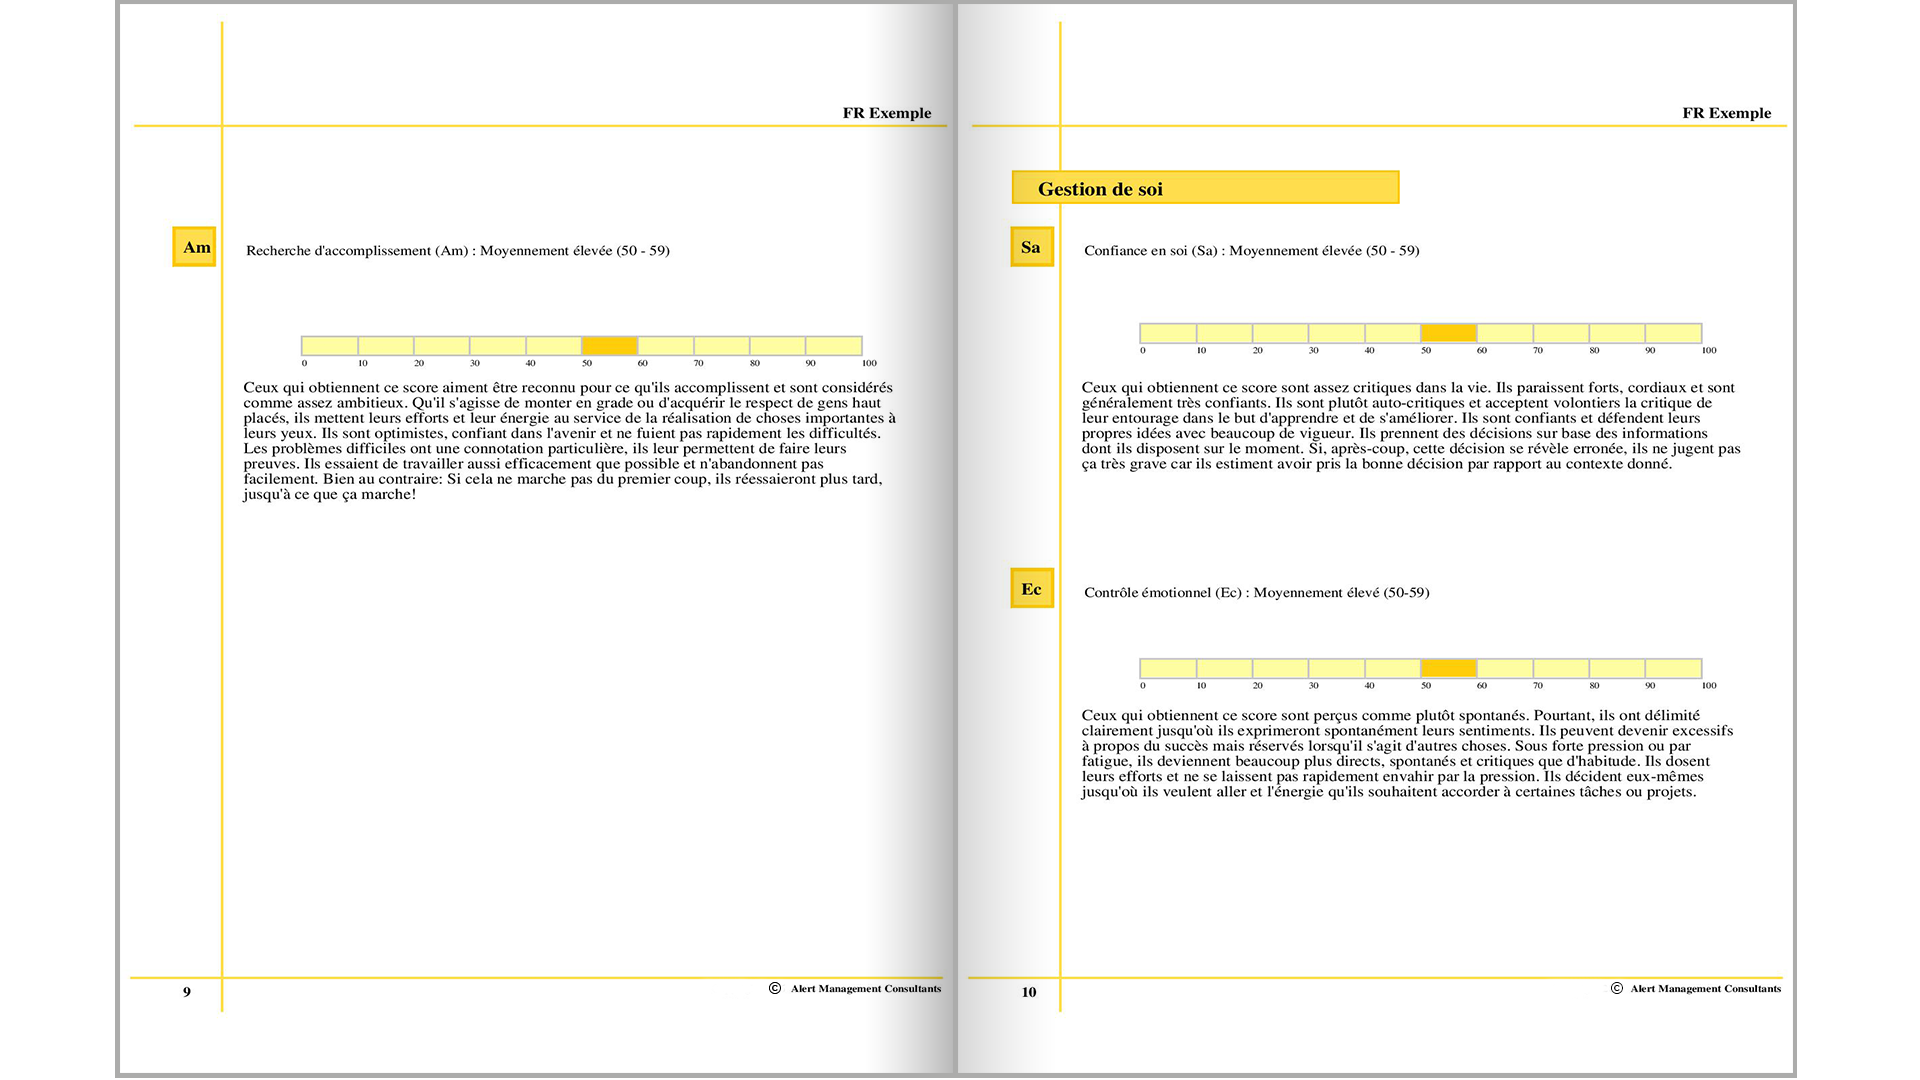 FR Exemple
Am
Recherche d'accomplissement (Am) : Moyennement élevée (50 - 59)
0 10 20 30 40 50 60 70 80 90 100
Ceux qui obtiennent ce score aiment être reconnu pour ce qu'ils accomplissent et sont considérés
comme assez ambitieux. Qu'il s'agisse de monter en grade ou d'acquérir le respect de gens haut
placés, ils mettent leurs efforts et leur énergie au service de la réalisation de choses importantes à
leurs yeux. Ils sont optimistes, confiant dans l'avenir et ne fuient pas rapidement les difficultés.
Les problèmes difficiles ont une connotation particulière, ils leur permettent de faire leurs
preuves. Ils essaient de travailler aussi efficacement que possible et n'abandonnent pas
facilement. Bien au contraire: Si cela ne marche pas du premier coup, ils réessaieront plus tard,
jusqu'à ce que ça marche!
9
© Alert Management Consultants
FR Exemple
Gestion de soi
Sa
Confiance en soi (Sa) : Moyennement élevée (50 - 59)
0 10 20 30 40 50 60 70 80 90 100
Ceux qui obtiennent ce score sont assez critiques dans la vie. Ils paraissent forts, cordiaux et sont
généralement très confiants. Ils sont plutôt auto-critiques et acceptent volontiers la critique de
leur entourage dans le but d'apprendre et de s'améliorer. Ils sont confiants et défendent leurs
propres idées avec beaucoup de vigueur. Ils prennent des décisions sur base des informations
dont ils disposent sur le moment. Si, après-coup, cette décision se révèle erronée, ils ne jugent pas
ça très grave car ils estiment avoir pris la bonne décision par rapport au contexte donné.
Ec
Contrôle émotionnel (Ec) : Moyennement élevé (50-59)
0 10 20 30 40 50 60 70 80 90 100
Ceux qui obtiennent ce score sont perçus comme plutôt spontanés. Pourtant, ils ont délimité
clairement jusqu'où ils exprimeront spontanément leurs sentiments. Ils peuvent devenir excessifs
à propos du succès mais réservés lorsqu'il s'agit d'autres choses. Sous forte pression ou par
fatigue, ils deviennent beaucoup plus directs, spontanés et critiques que d'habitude. Ils dosent
leurs efforts et ne se laissent pas rapidement envahir par la pression. Ils décident eux-mêmes
jusqu'où ils veulent aller et l'énergie qu'ils souhaitent accorder à certaines tâches ou projets.
10
© Alert Management Consultants